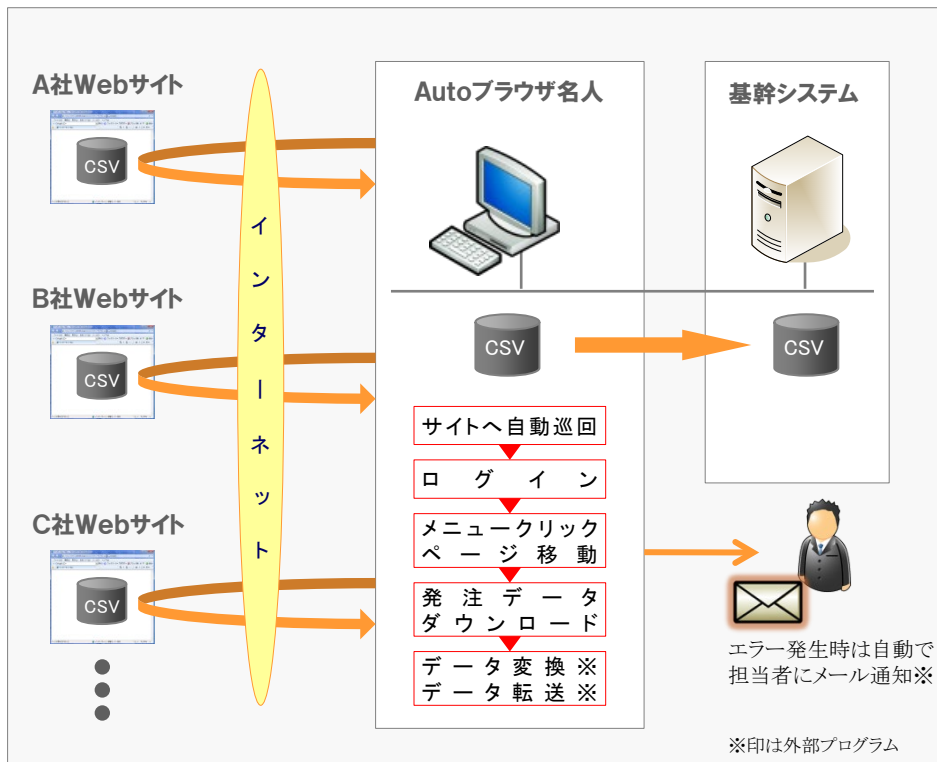 A社Webサイト
CSV
B社Webサイト
CSV
C社Webサイト
CSV
インターネット
Autoブラウザ名人
CSV
サイトへ自動巡回
ログイン
メニュークリック
ページ移動
発注データ
ダウンロード
データ変換※
データ転送※
基幹システム
CSV
エラー発生時は自動で
担当者にメール通知※
※印は外部プログラム